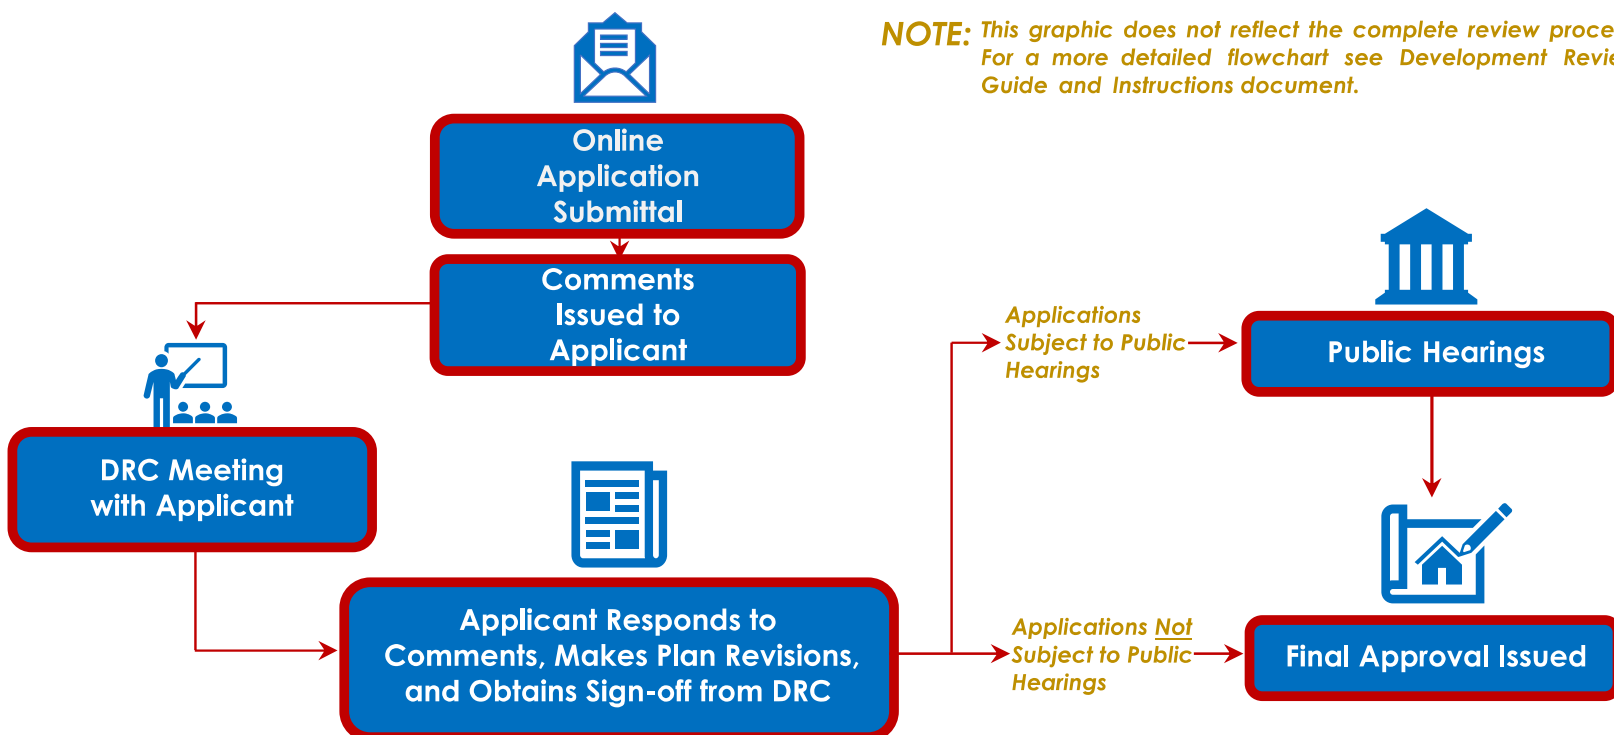 NOTE: This graphic does not reflect the complete review
For a more detailed flowchart see Development
Guide and Instructions document.
Online
Application
Submittal
Comments
Issued to
Applicant
DRC Meeting
with Applicant
Applicant Responds to
Comments, Makes Plan Revisions,
and Obtains Sign-off from DRC
Applications
Subject to Public
Hearings
Public Hearings
Applications Not
Subject to Public
Hearings
Final Approval Issued